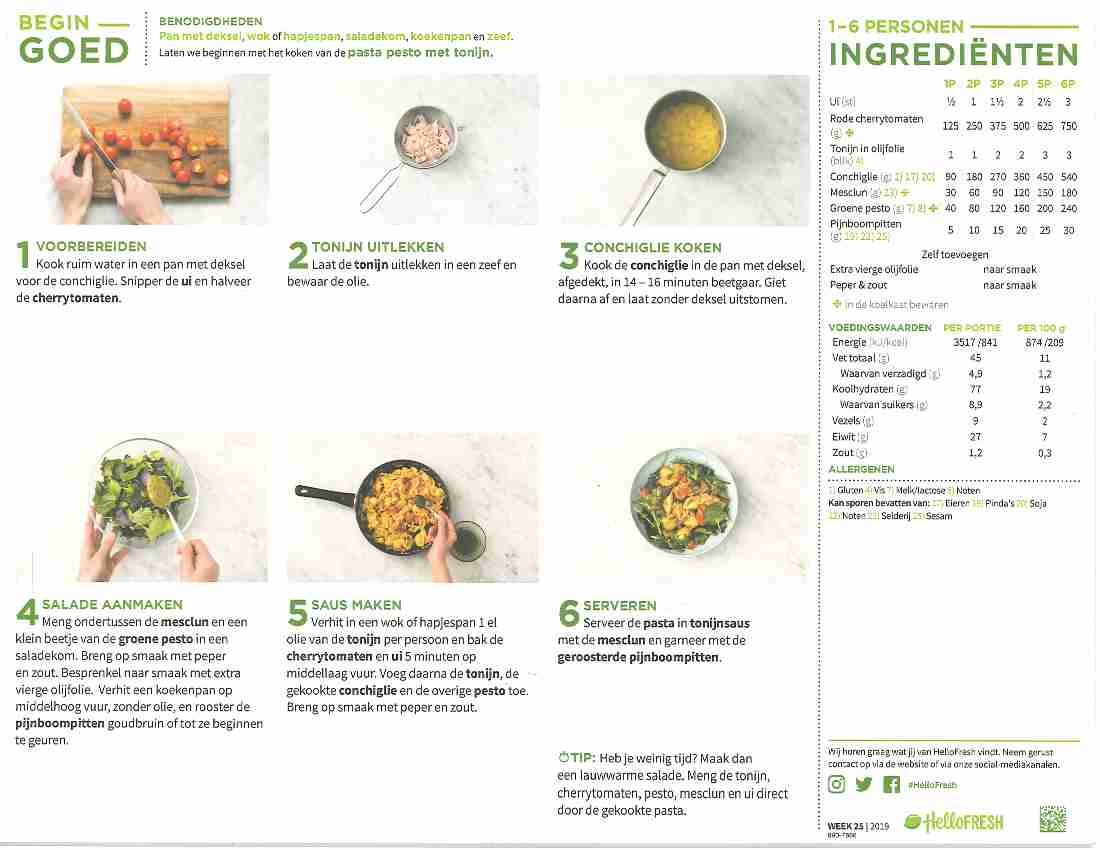 BEGIN
GOED
BENODIGDHEDEN
Pan met deksel, wok of hapjespan, saladekom, koekenpan en zeef.
Laten we beginnen met het koken van de pasta pesto met tonijn.
1 VOORBEREIDEN
Kook ruim water in een pan met deksel
voor de conchiglie. Snipper de ui en halveer
de cherrytomaten.
2 TONIJN UITLEKKEN
Laat de tonijn uitlekken in een zeef en
bewaar de olie.
3 CONCHIGLIE KOKEN
Kook de conchiglie in de pan met deksel,
afgedekt, in 14 – 16 minuten beetgaar. Giet
daarna af en laat zonder deksel uitstomen.
4 SALADE AANMAKEN
Meng ondertussen de mesclun en een
klein beetje van de groene pesto in een
saladekom. Breng op smaak met peper
en zout. Besprenkel naar smaak met extra
vierge olijfolie. Verhit een koekenpan op
middelhoog vuur, zonder olie, en rooster de
pijnboompitten goudbruin of tot ze beginnen
te geuren.
5 SAUS MAKEN
Verhit in een wok of hapjespan 1 el
olie van de tonijn per persoon en bak de
cherrytomaten en ui 5 minuten op
middellaag vuur. Voeg daarna de tonijn, de
gekookte conchiglie en de overige pesto toe.
Breng op smaak met peper en zout.
6 SERVEREN
Serveer de pasta in tonijnsaus
met de mesclun en garneer met de
geroosterde pijnboompitten.
TIP: Heb je weinig tijd? Maak dan
een lauwwarme salade. Meng de tonijn,
cherrytomaten, pesto, mesclun en ui direct
door de gekookte pasta.
1–6 PERSONEN
INGREDIËNTEN
1P 2P 3P 4P 5P 6P
Ui (st) ½ 1 1½ 2 2½ 3
Rode cherrytomaten
(g) 125 250 375 500 625 750
Tonijn in olijfolie
(blik) 4) 1 1 2 2 3 3
Conchiglie (g) 1) 17) 20) 90 180 270 360 450 540
Mesclun (g) 23) 30 60 90 120 150 180
Groene pesto (g) 7) 8) 40 80 120 160 200 240
Pijnboompitten
(g) 19) 22) 25) 5 10 15 20 25 30
Zelf toevoegen
Extra vierge olijfolie naar smaak
Peper & zout naar smaak
in de koelkast bewaren
VOEDINGSWAARDEN PER PORTIE PER 100 g
Energie (kJ/kcal) 3517 /841 874 /209
Vet totaal (g) 45 11
Waarvan verzadigd (g) 4,9 1,2
Koolhydraten (g) 77 19
Waarvan suikers (g) 8,9 2,2
Vezels (g) 9 2
Eiwit (g) 27 7
Zout (g) 1,2 0,3
ALLERGENEN
1) Gluten 4) Vis 7) Melk/lactose 8) Noten
Kan sporen bevatten van: 17) Eieren 19) Pinda's 20) Soja
22) Noten 23) Selderij 25) Sesam
Wij horen graag wat jij van HelloFresh vindt. Neem gerust
contact op via de website of via onze social-mediakanalen.
#HelloFresh
WEEK 25 | 2019
HelloFRESH